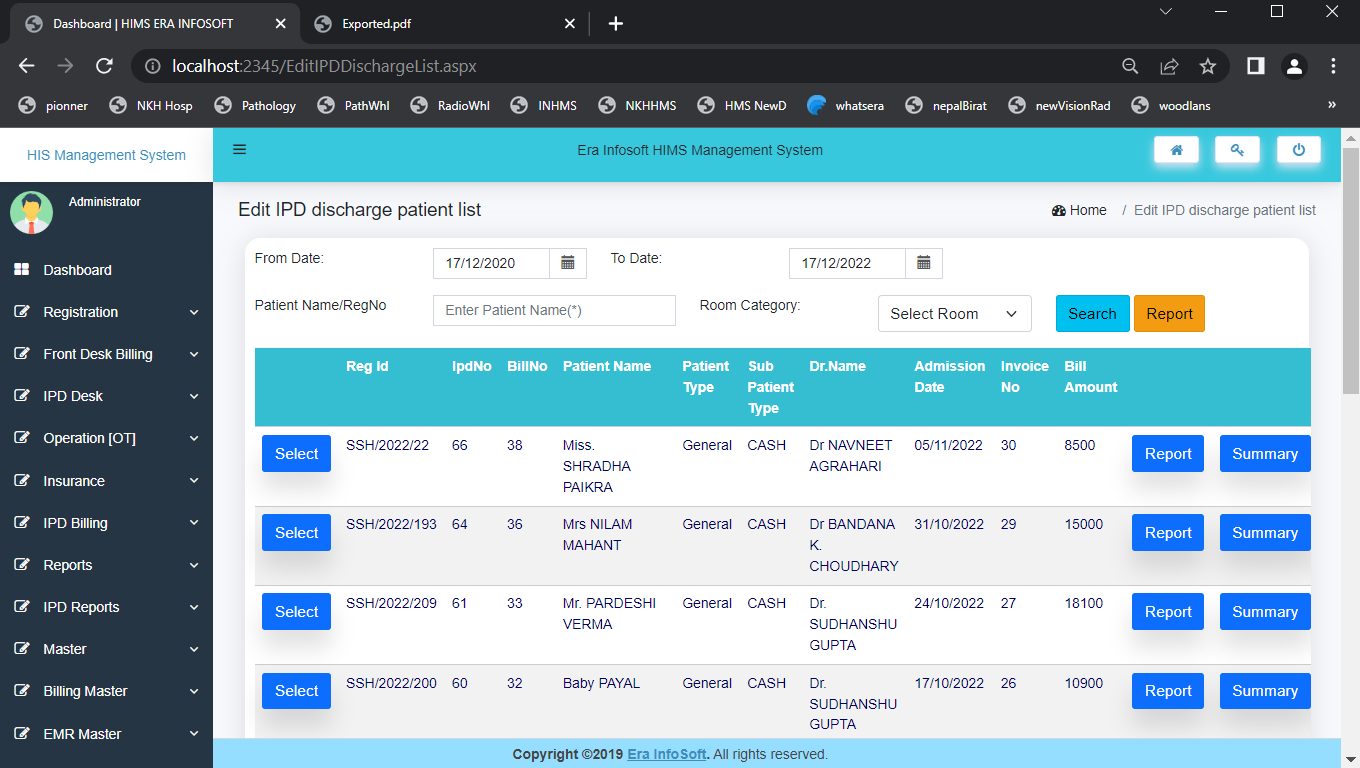 Dashboard | HIMS ERA INFOSOFT
Exported.pdf
localhost:2345/EditIPDDischargeList.aspx
pionner NKH Hosp Pathology PathWhl RadioWhl INHMS NKHHMS HMS NewD whatsera nepalBirat newVisionRad woodlans »
HIS Management System
Era Infosoft HIMS Management System
Administrator
Dashboard
Registration
Front Desk Billing
IPD Desk
Operation [OT]
Insurance
IPD Billing
Reports
IPD Reports
Master
Billing Master
EMR Master
Edit IPD discharge patient list
Home / Edit IPD discharge patient list
From Date: 17/12/2020 To Date: 17/12/2022
Patient Name/RegNo Enter Patient Name(*) Room Category: Select Room Search Report
Reg Id IpdNo BillNo Patient Name Patient Sub Dr.Name Admission Invoice Bill
Type Patient Date No Amount
Type
Select SSH/2022/22 66 38 Miss. General CASH Dr NAVNEET 05/11/2022 30 8500 Report Summary
SHRADHA AGRAHARI
PAIKRA
Select SSH/2022/193 64 36 Mrs NILAM General CASH Dr BANDANA 31/10/2022 29 15000 Report Summary
MAHANT K.
CHOUDHARY
Select SSH/2022/209 61 33 Mr. PARDESHI General CASH Dr. 24/10/2022 27 18100 Report Summary
VERMA SUDHANSHU
GUPTA
Select SSH/2022/200 60 32 Baby PAYAL General CASH Dr. 17/10/2022 26 10900 Report Summary
SUDHANSHU
GUPTA
Copyright ©2019 Era InfoSoft. All rights reserved.